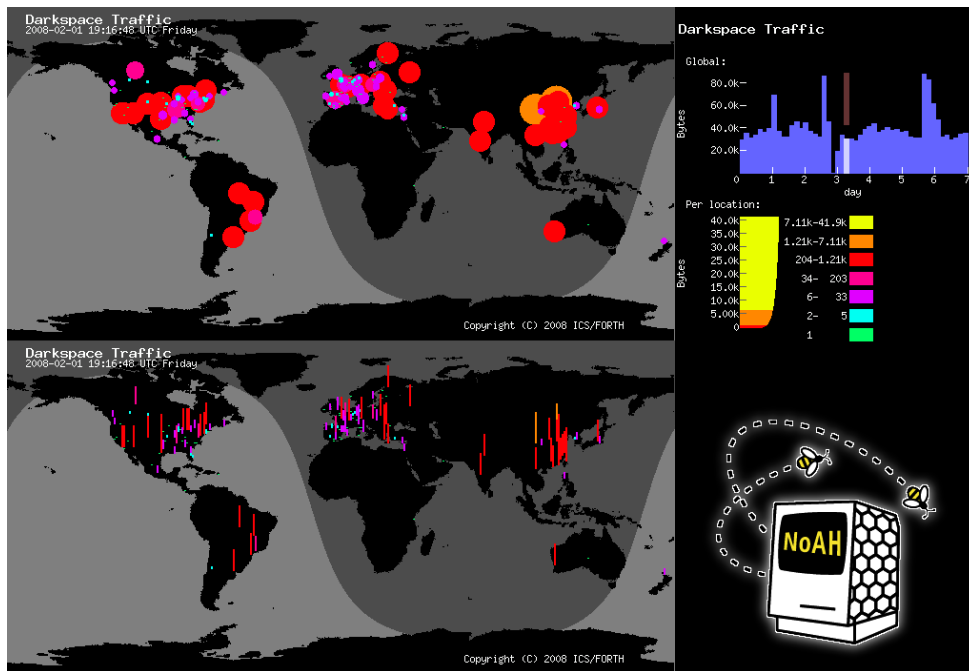 Darkspace Traffic
2008-02-01 19:16:48 UTC Friday
Copyright (C) 2008 ICS/FORTH
Darkspace Traffic
2008-02-01 19:16:48 UTC Friday
Copyright (C) 2008 ICS/FORTH
Darkspace Traffic
Global:
80.0k
60.0k
40.0k
20.0k
Bytes
0 1 2 3 4 5 6 7
day
Per location:
40.0k
35.0k
30.0k
25.0k
20.0k
15.0k
10.0k
5.00k
0
Bytes
7.11k-41.9k
1.21k-7.11k
204-1.21k
34- 203
6- 33
2- 5
1
NoAH